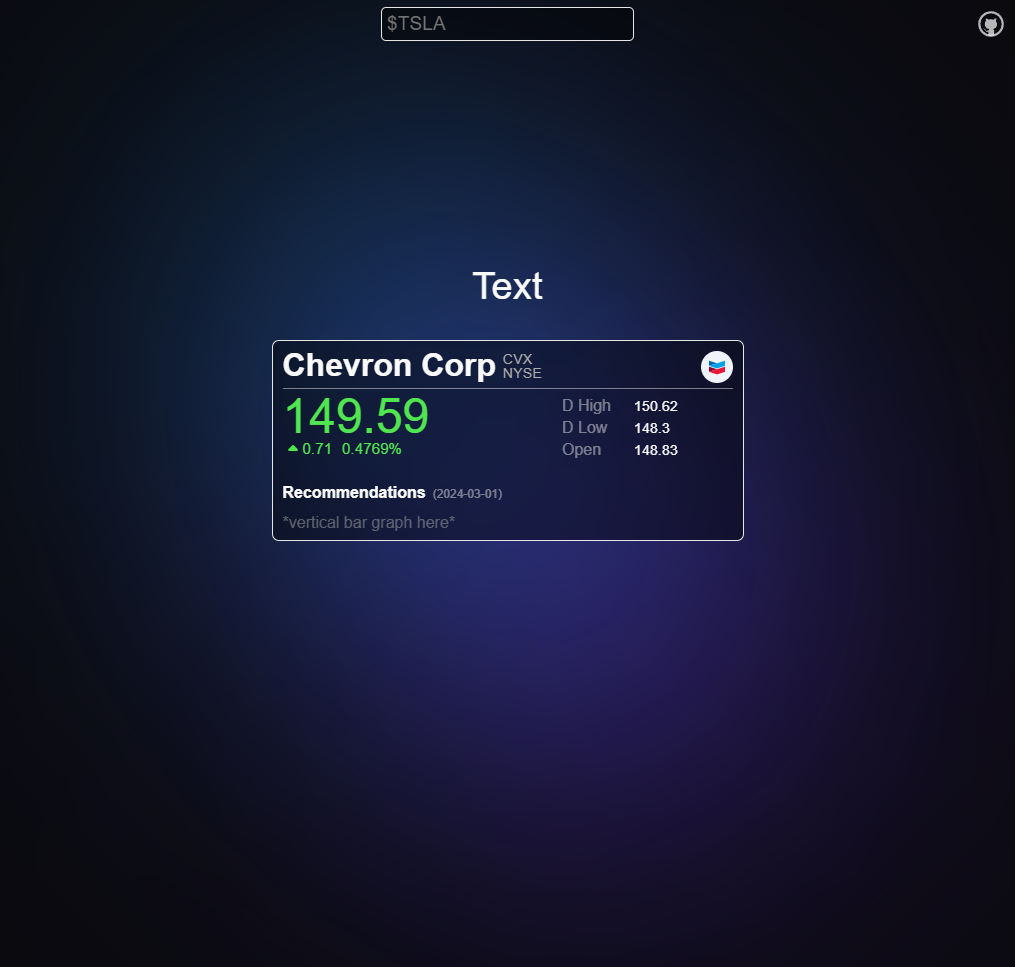 $TSLA
Text
Chevron Corp CVX
NYSE
149.59
0.71 0.4769%
D High 150.62
D Low 148.3
Open 148.83
Recommendations (2024-03-01)
*vertical bar graph here*